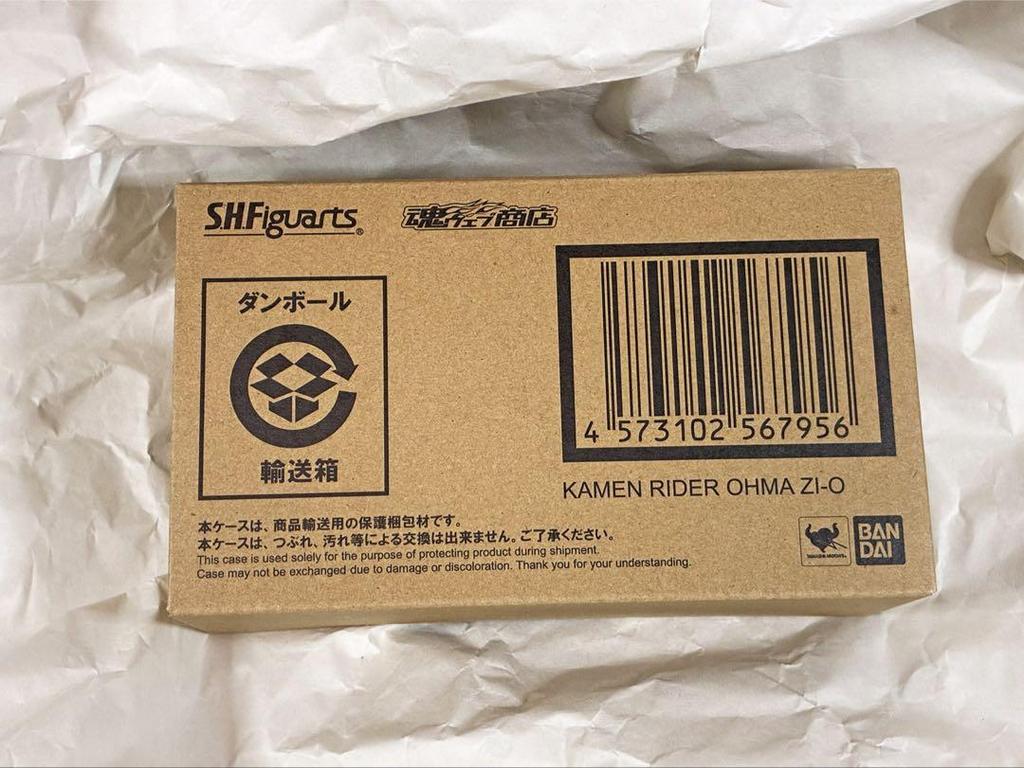 S.H.Figuarts®
魂ウェブ商店
ダンボール
輸送箱
4 573102 567956
KAMEN RIDER OHMA ZI-O
本ケースは、商品輸送用の保護梱包材です。
本ケースは、つぶれ、汚れ等による交換は出来ません。ご了承ください。
This case is used solely for the purpose of protecting product during shipment.
Case may not be exchanged due to damage or discoloration. Thank you for your understanding.
TAMASHII NATIONS
BAN
DAI